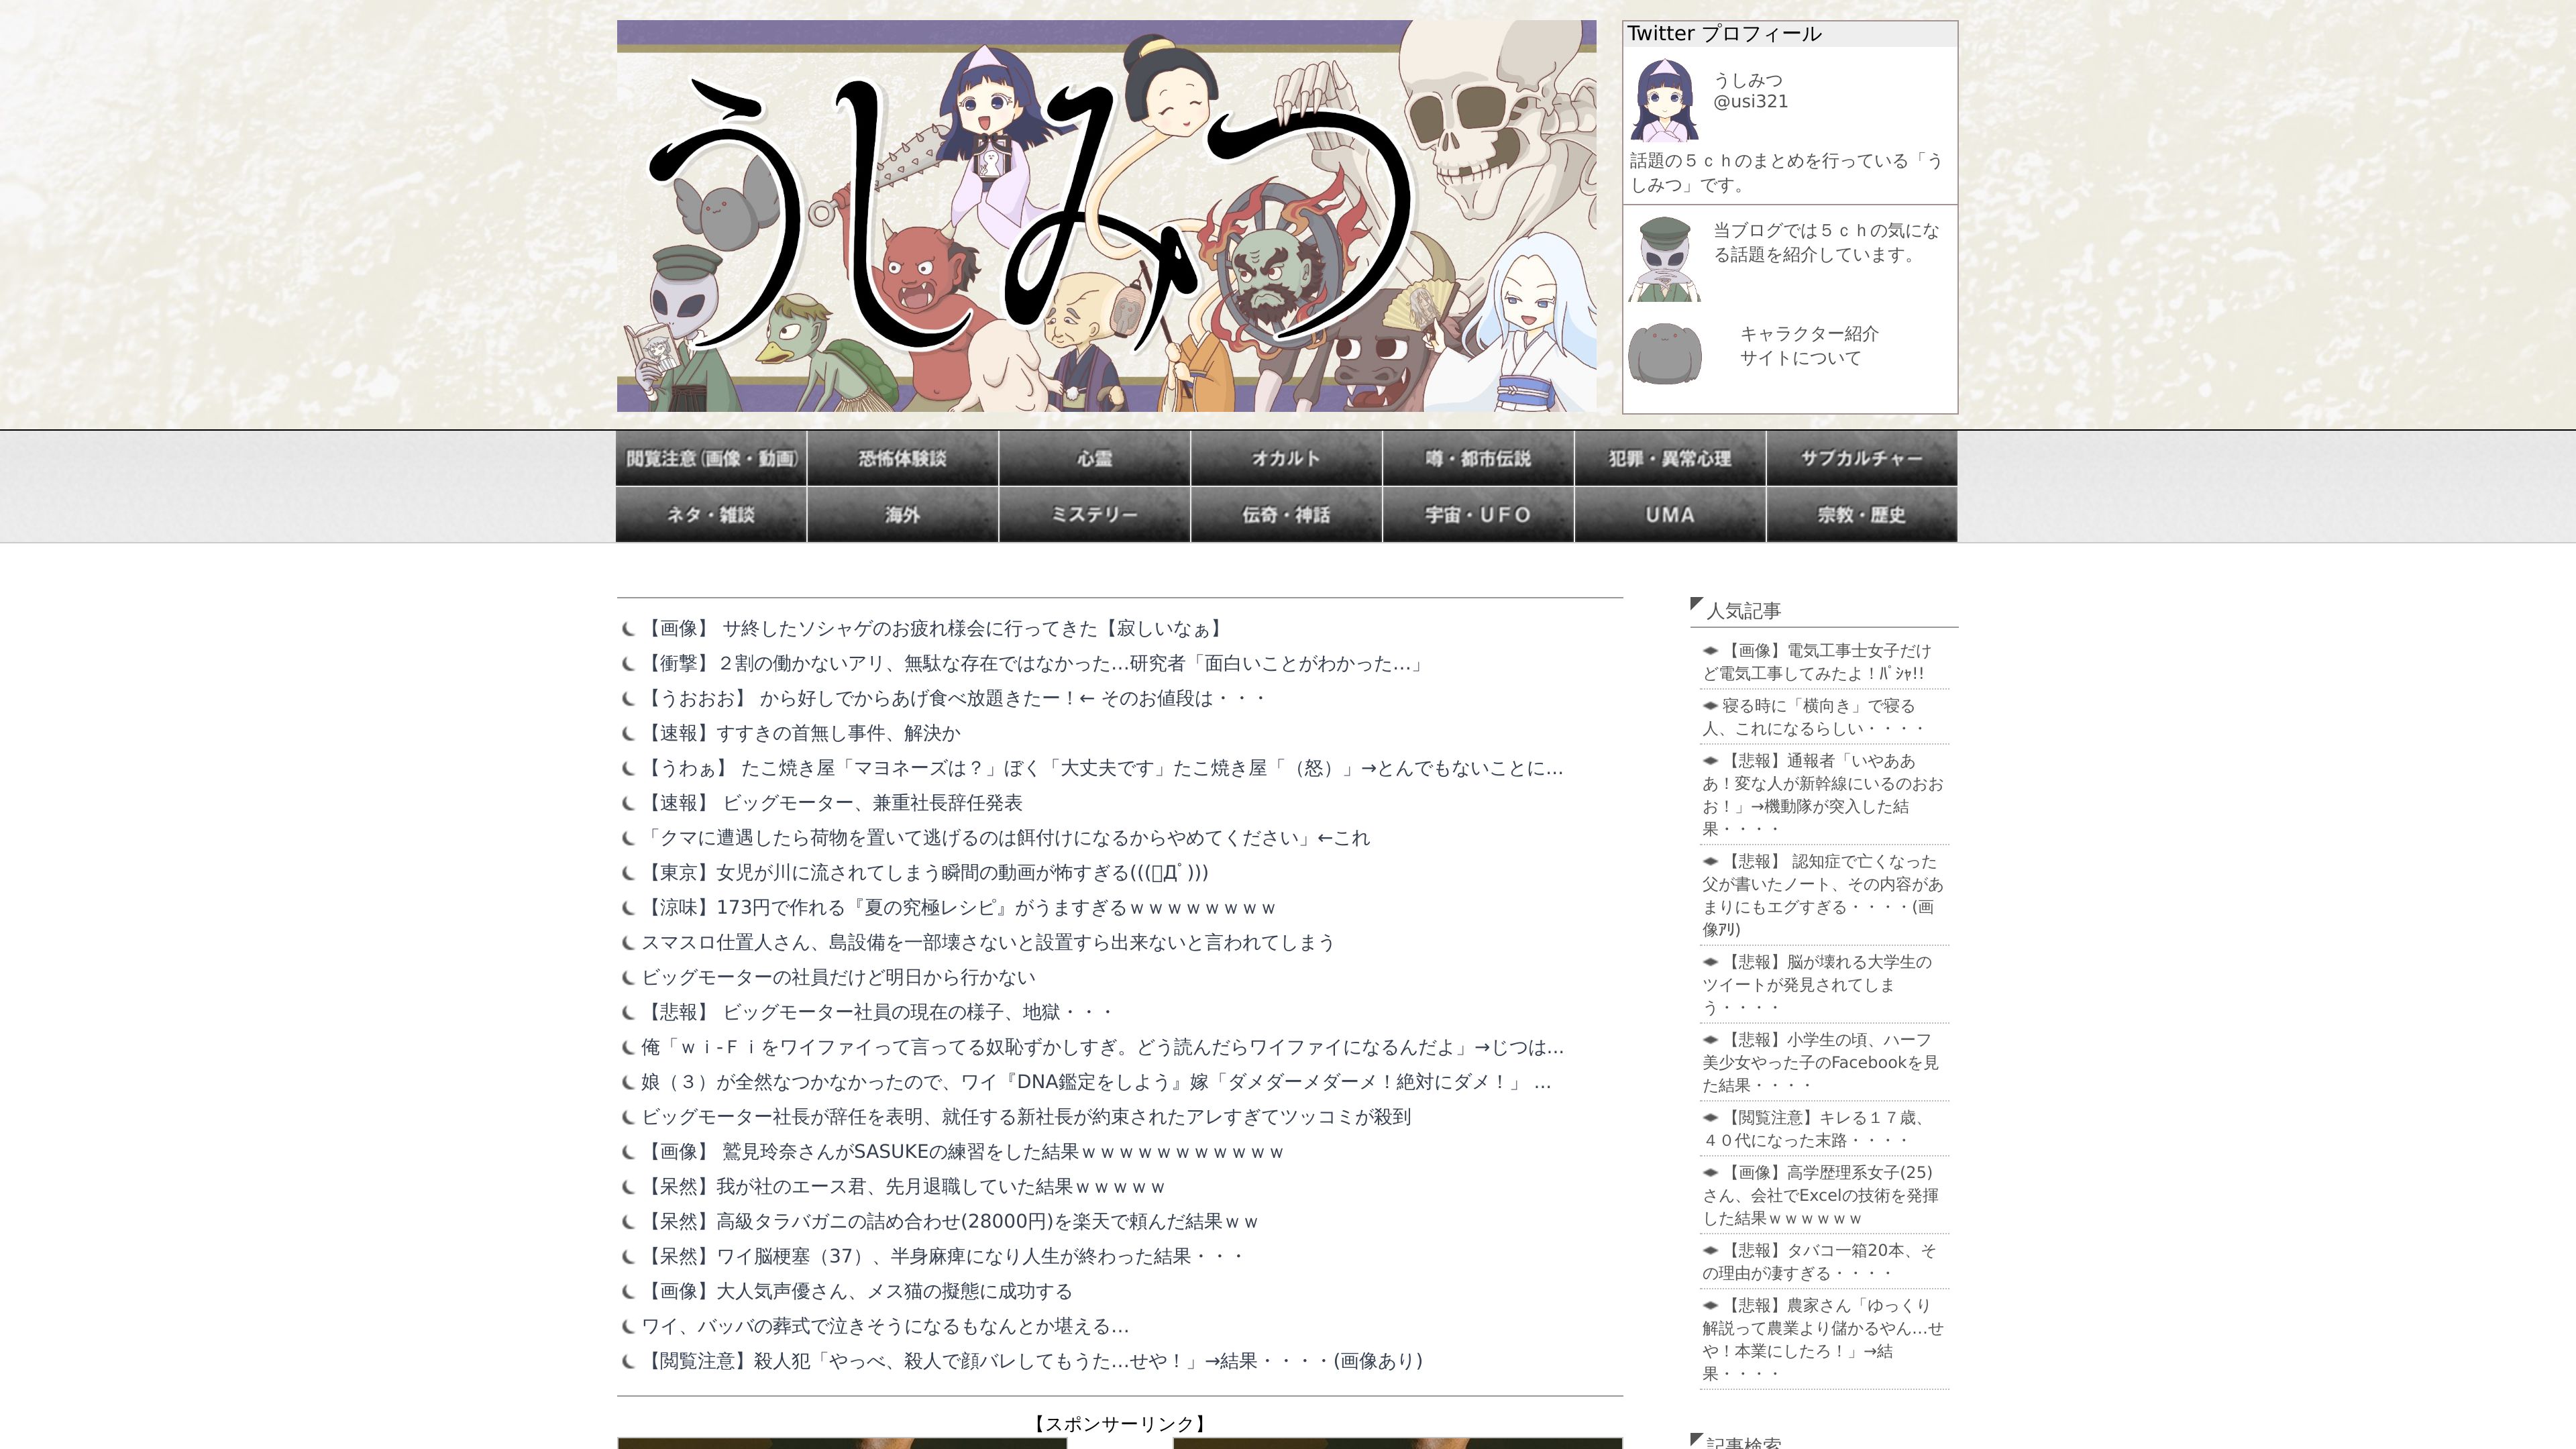 うしみつ
Twitter プロフィール
うしみつ
@usi321
話題の５ｃｈのまとめを行っている「う
しみつ」です。
当ブログでは５ｃｈの気にな
る話題を紹介しています。
キャラクター紹介
サイトについて
閲覧注意(画像・動画)
恐怖体験談
心霊
オカルト
噂・都市伝説
犯罪・異常心理
サブカルチャー
ネタ・雑談
海外
ミステリー
伝奇・神話
宇宙・ＵＦＯ
ＵＭＡ
宗教・歴史
【画像】 サ終したソシャゲのお疲れ様会に行ってきた【寂しいなぁ】
【衝撃】２割の働かないアリ、無駄な存在ではなかった…研究者「面白いことがわかった…」
【うおおお】 から好しでからあげ食べ放題きたー！← そのお値段は・・・
【速報】すすきの首無し事件、解決か
【うわぁ】 たこ焼き屋「マヨネーズは？」ぼく「大丈夫です」たこ焼き屋「（怒）」→とんでもないことに…
【速報】 ビッグモーター、兼重社長辞任発表
「クマに遭遇したら荷物を置いて逃げるのは餌付けになるからやめてください」←これ
【東京】女児が川に流されてしまう瞬間の動画が怖すぎる(((Дﾟ)))
【涼味】173円で作れる『夏の究極レシピ』がうますぎるｗｗｗｗｗｗｗｗ
スマスロ仕置人さん、島設備を一部壊さないと設置すら出来ないと言われてしまう
ビッグモーターの社員だけど明日から行かない
【悲報】 ビッグモーター社員の現在の様子、地獄・・・
俺「ｗｉ-Ｆｉをワイファイって言ってる奴恥ずかしすぎ。どう読んだらワイファイになるんだよ」→じつは…
娘（３）が全然なつかなかったので、ワイ『DNA鑑定をしよう』嫁「ダメダーメダーメ！絶対にダメ！」 …
ビッグモーター社長が辞任を表明、就任する新社長が約束されたアレすぎてツッコミが殺到
【画像】 鷲見玲奈さんがSASUKEの練習をした結果ｗｗｗｗｗｗｗｗｗｗｗ
【呆然】我が社のエース君、先月退職していた結果ｗｗｗｗｗ
【呆然】高級タラバガニの詰め合わせ(28000円)を楽天で頼んだ結果ｗｗ
【呆然】ワイ脳梗塞（37）、半身麻痺になり人生が終わった結果・・・
【画像】大人気声優さん、メス猫の擬態に成功する
ワイ、バッバの葬式で泣きそうになるもなんとか堪える…
【閲覧注意】殺人犯「やっべ、殺人で顔バレしてもうた…せや！」→結果・・・・(画像あり)
【スポンサーリンク】
人気記事
【画像】電気工事士女子だけ
ど電気工事してみたよ！ﾊﾟｼｬ!!
寝る時に「横向き」で寝る
人、これになるらしい・・・・
【悲報】通報者「いやああ
あ！変な人が新幹線にいるのおお
お！」→機動隊が突入した結
果・・・・
【悲報】 認知症で亡くなった
父が書いたノート、その内容があ
まりにもエグすぎる・・・・(画
像ｱﾘ)
【悲報】脳が壊れる大学生の
ツイートが発見されてしま
う・・・・
【悲報】小学生の頃、ハーフ
美少女やった子のFacebookを見
た結果・・・・
【閲覧注意】キレる１７歳、
４０代になった末路・・・・
【画像】高学歴理系女子(25)
さん、会社でExcelの技術を発揮
した結果ｗｗｗｗｗｗ
【悲報】タバコ一箱20本、そ
の理由が凄すぎる・・・・
【悲報】農家さん「ゆっくり
解説って農業より儲かるやん…せ
や！本業にしたろ！」→結
果・・・・
記事検索